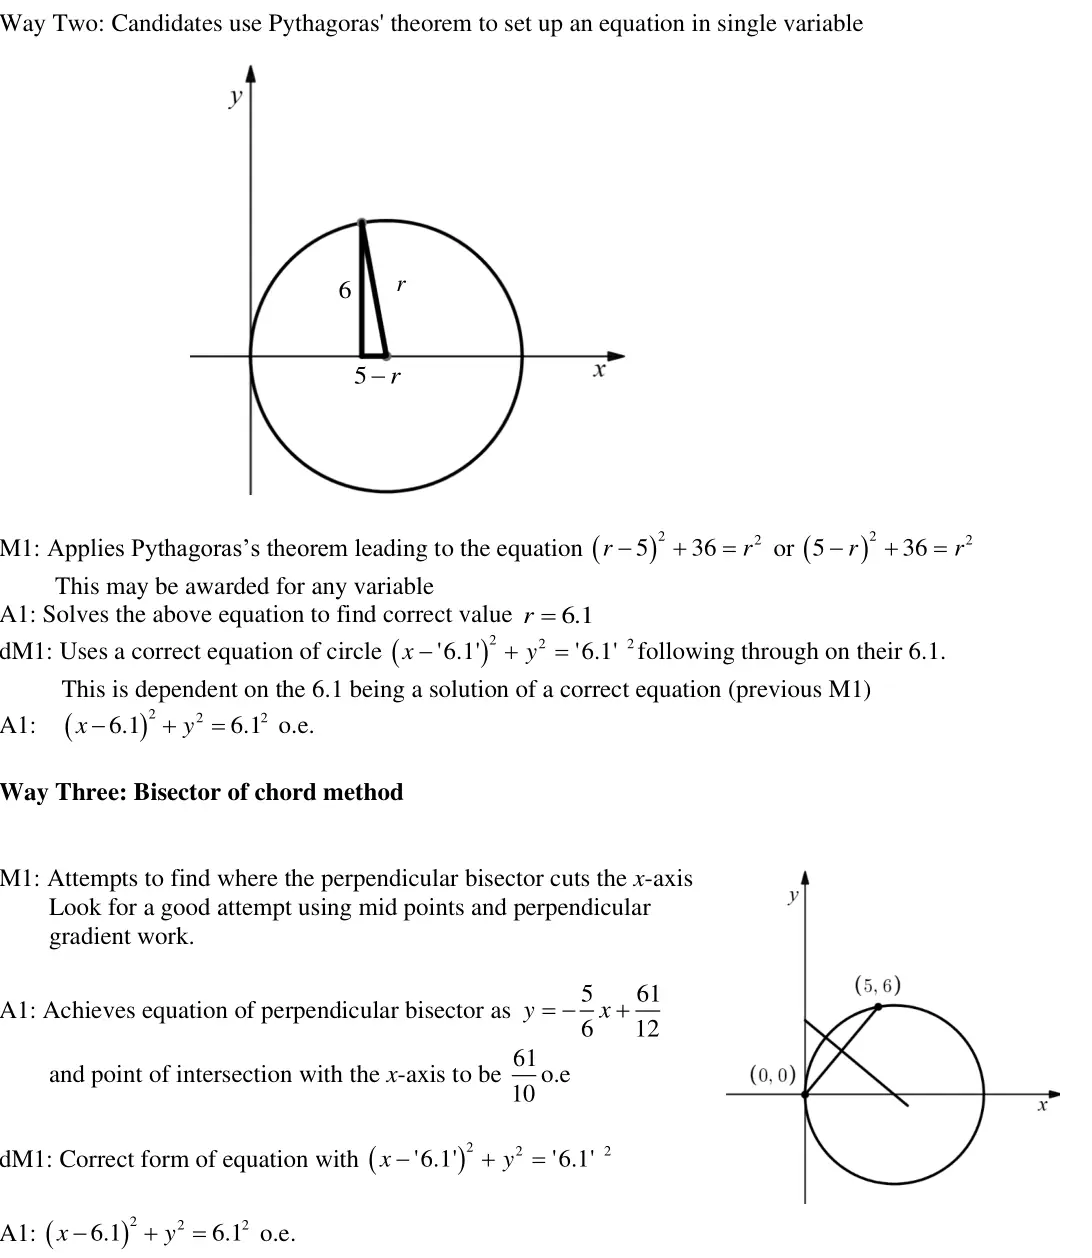 Way Two: Candidates use Pythagoras' theorem to set up an equation in single variable
y
6
r
5 − r
x
M1: Applies Pythagoras’s theorem leading to the equation (r − 5)² + 36 = r² or (5 − r)² + 36 = r²
This may be awarded for any variable
A1: Solves the above equation to find correct value r = 6.1
dM1: Uses a correct equation of circle (x − '6.1')² + y² = '6.1' ² following through on their 6.1.
This is dependent on the 6.1 being a solution of a correct equation (previous M1)
A1: (x − 6.1)² + y² = 6.1² o.e.
Way Three: Bisector of chord method
M1: Attempts to find where the perpendicular bisector cuts the x-axis
Look for a good attempt using mid points and perpendicular
gradient work.
A1: Achieves equation of perpendicular bisector as y = −5/6 x + 61/12
and point of intersection with the x-axis to be 61/10 o.e
dM1: Correct form of equation with (x − '6.1')² + y² = '6.1' ²
A1: (x − 6.1)² + y² = 6.1² o.e.
y
(5, 6)
(0, 0)
x